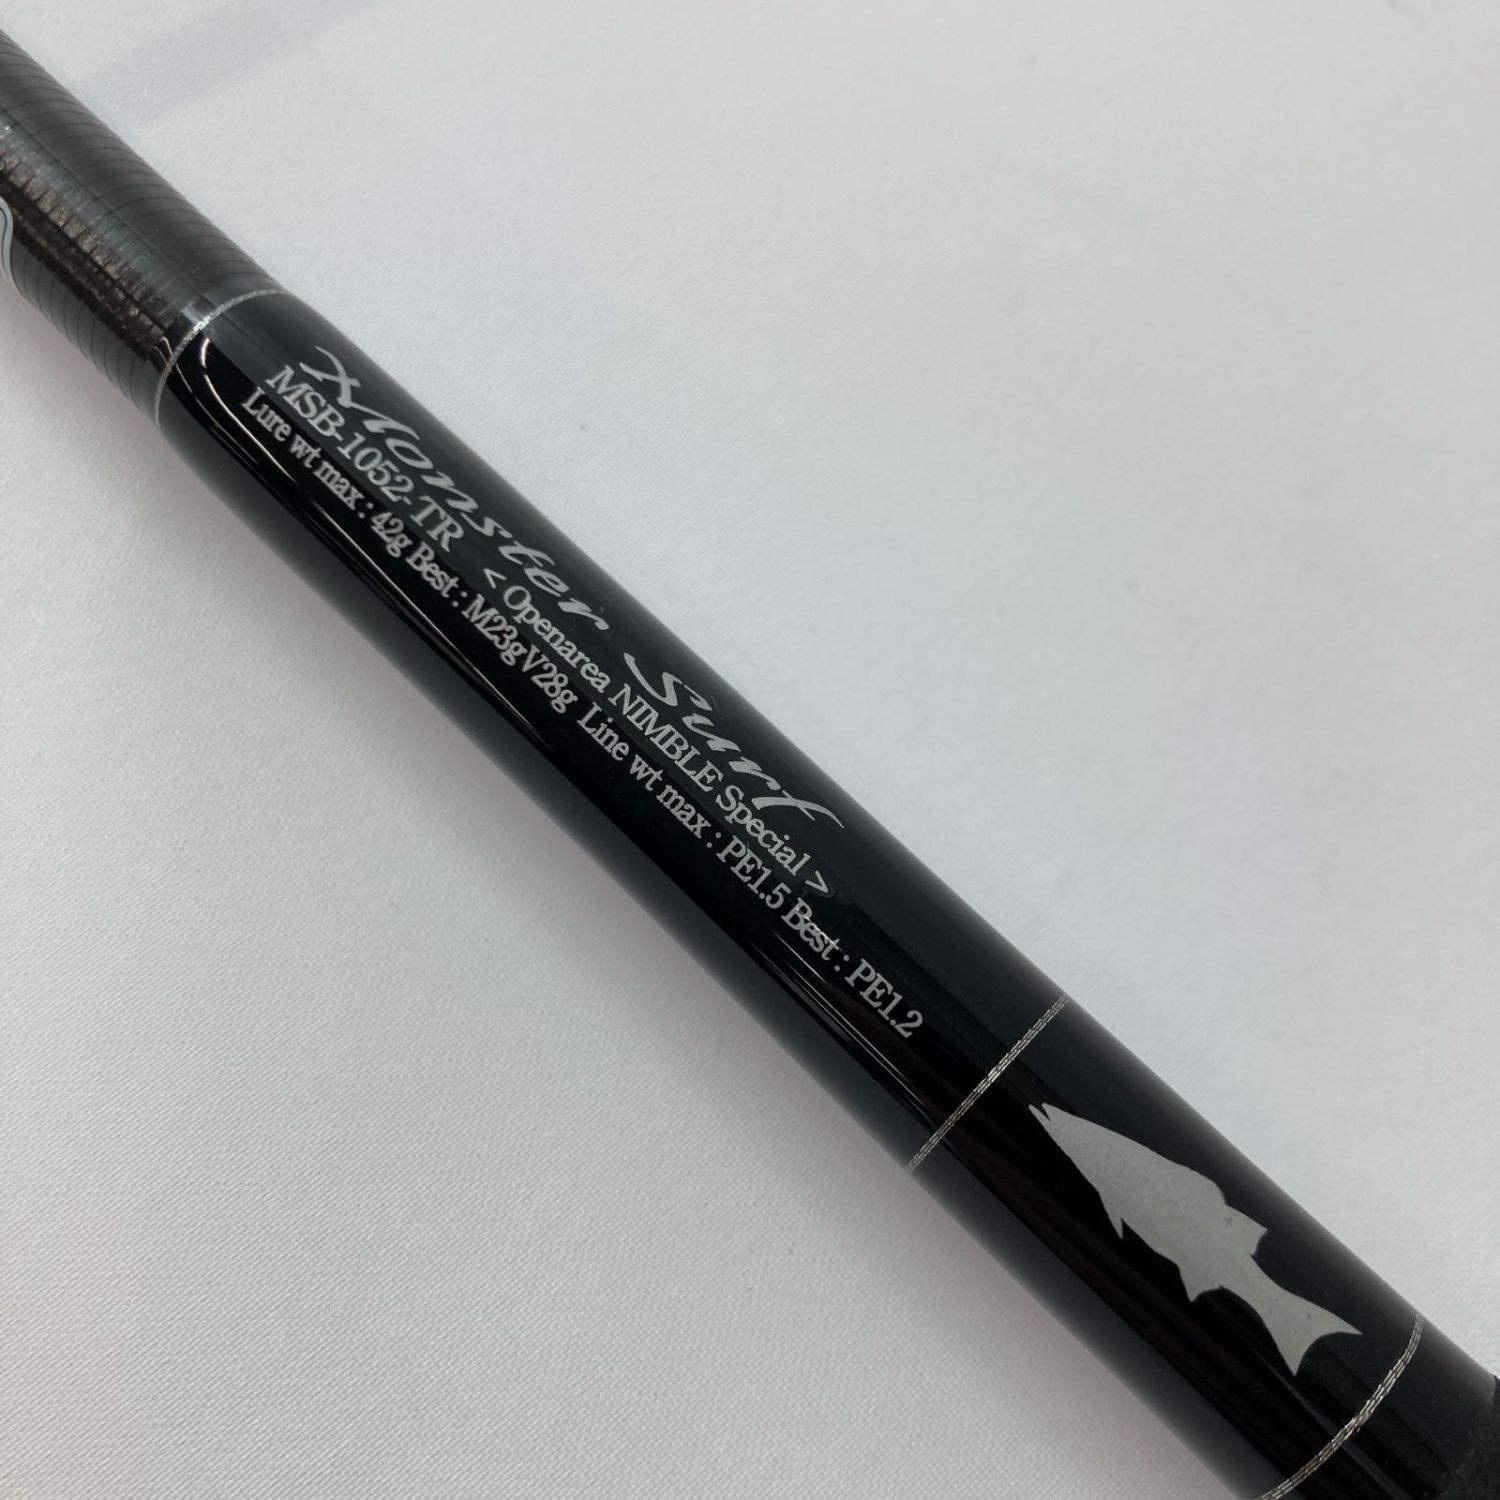 Monster Surf
MSB-1052-TR < Openarea NIMBLE Special >
Lure wt max : 42g Best : M23gV28g Line wt max : PE1.5 Best : PE1.2